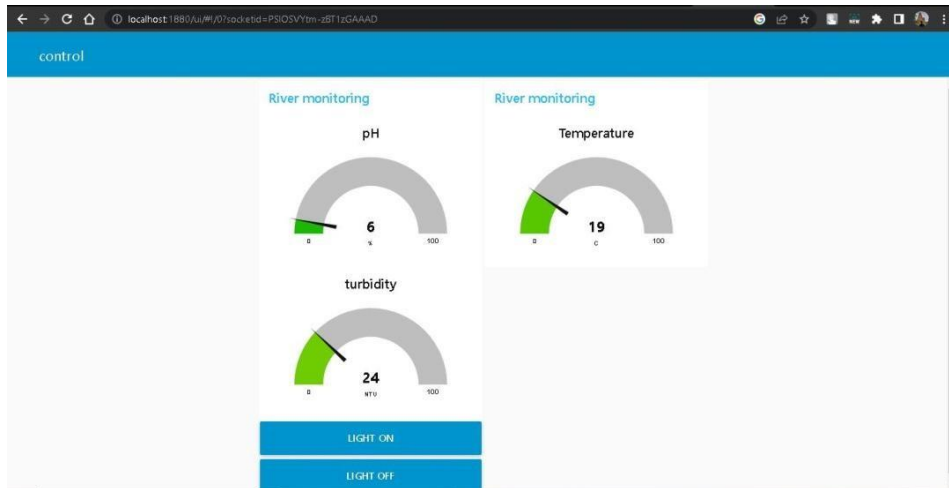 localhost:1880/ui/#!/0?socketid=PSIOSVYtm-zBT1zGAAAD
control
River monitoring
pH
6
%
0
100
turbidity
24
NTU
0
100
LIGHT ON
LIGHT OFF
River monitoring
Temperature
19
C
0
100